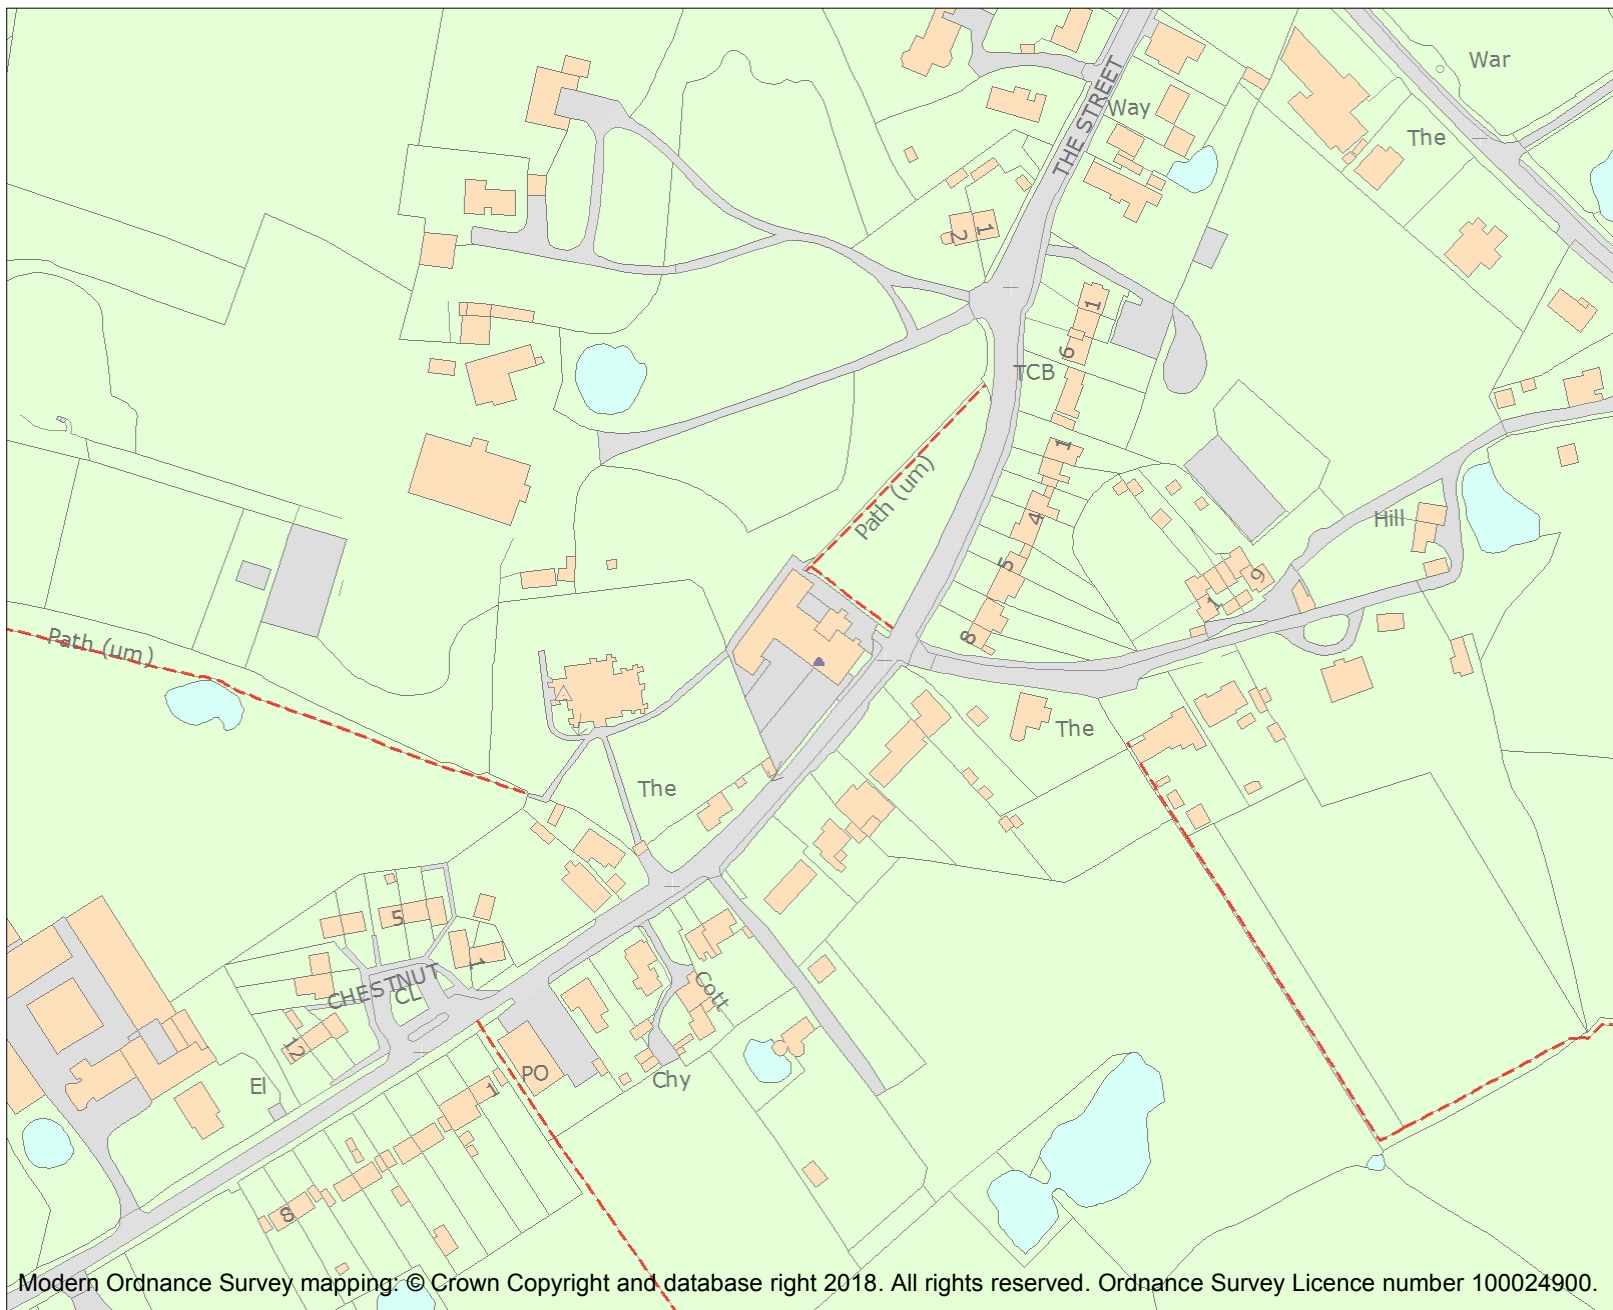 War
THE STREET
Way
The
1
2
1
6
TCB
1
Path (um)
4
Hill
5
9
1
8
Path (um)
The
The
5
1
CHESTNUT
CL
Cott
12
PO
El
Chy
1
8
Modern Ordnance Survey mapping: © Crown Copyright and database right 2018. All rights reserved. Ordnance Survey Licence number 100024900.